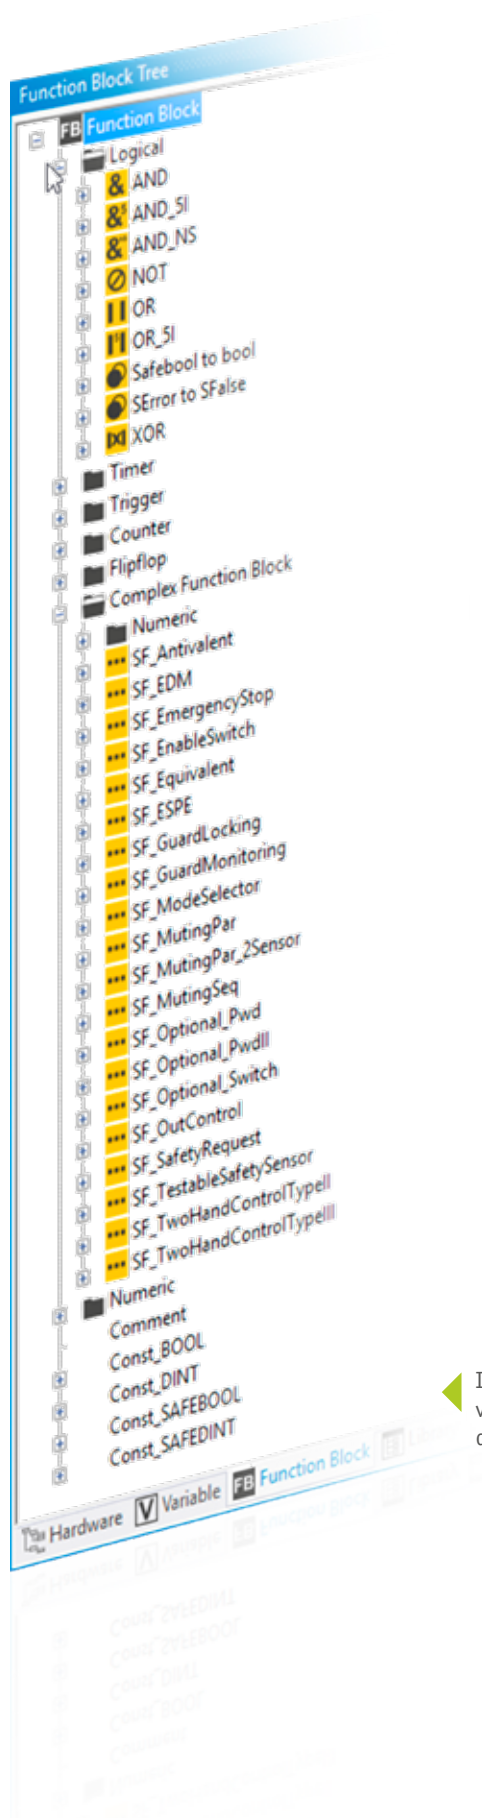 Function Block Tree
FB Function Block
Logical
& AND
&5 AND_5I
& AND_NS
NOT
OR
OR_5I
Safebool to bool
SError to SFalse
XOR
Timer
Trigger
Counter
Flipflop
Complex Function Block
Numeric
SF_Antivalent
SF_EDM
SF_EmergencyStop
SF_EnableSwitch
SF_Equivalent
SF_ESPE
SF_GuardLocking
SF_GuardMonitoring
SF_ModeSelector
SF_MutingPar
SF_MutingPar_2Sensor
SF_MutingSeq
SF_Optional_Pwd
SF_Optional_PwdII
SF_Optional_Switch
SF_OutControl
SF_SafetyRequest
SF_TestableSafetySensor
SF_TwoHandControlTypeII
SF_TwoHandControlTypeIII
Numeric
Comment
Const_BOOL
Const_DINT
Const_SAFEBOOL
Const_SAFEDINT
Hardware V Variable FB Function Block